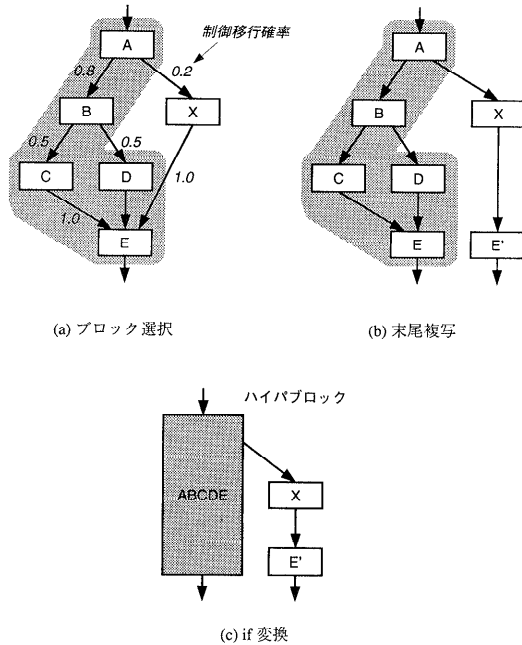 制御移行確率
A
0.8
0.2
B
X
0.5
0.5
C
D
1.0
1.0
E
(a) ブロック選択
A
B
X
C
D
E
E'
(b) 末尾複写
ハイパブロック
ABCDE
X
E'
(c) if 変換